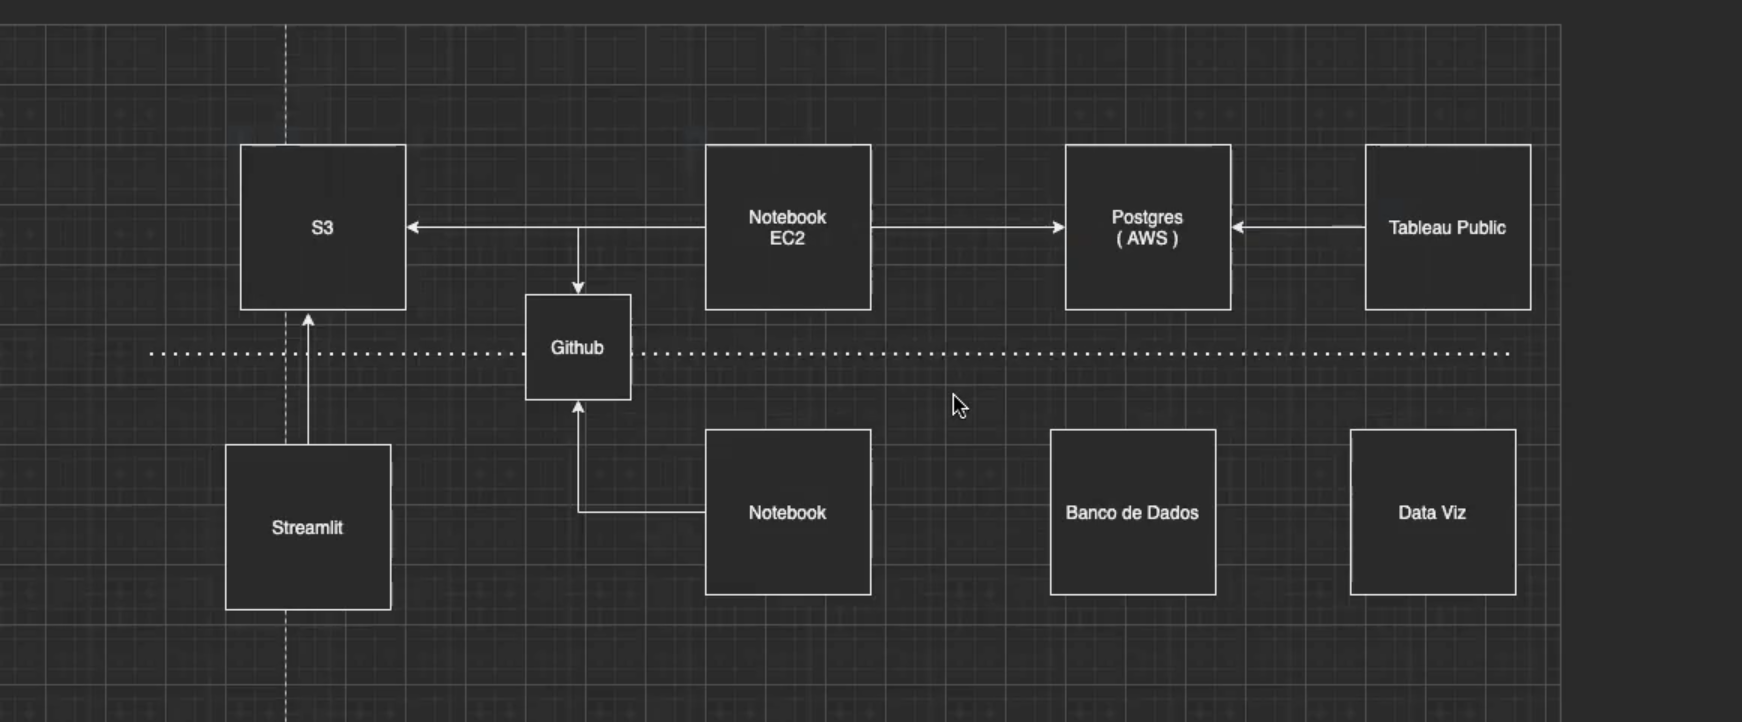 S3
Notebook
EC2
Postgres
( AWS )
Tableau Public
Github
Streamlit
Notebook
Banco de Dados
Data Viz